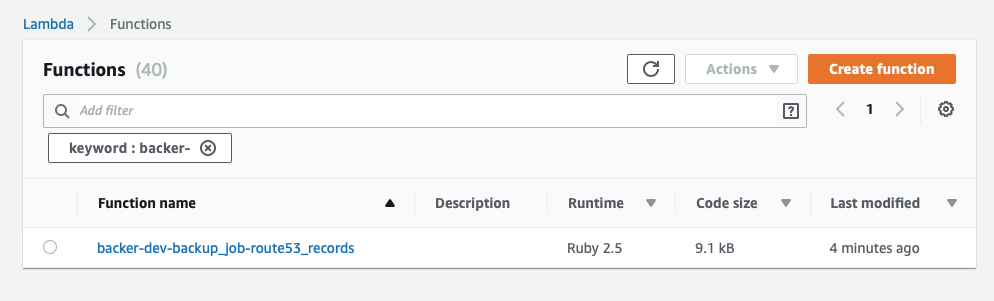 Lambda > Functions
Functions (40)
Actions
Create function
Add filter
?
1
keyword : backer-
Function name Description Runtime Code size Last modified
backer-dev-backup_job-route53_records Ruby 2.5 9.1 kB 4 minutes ago